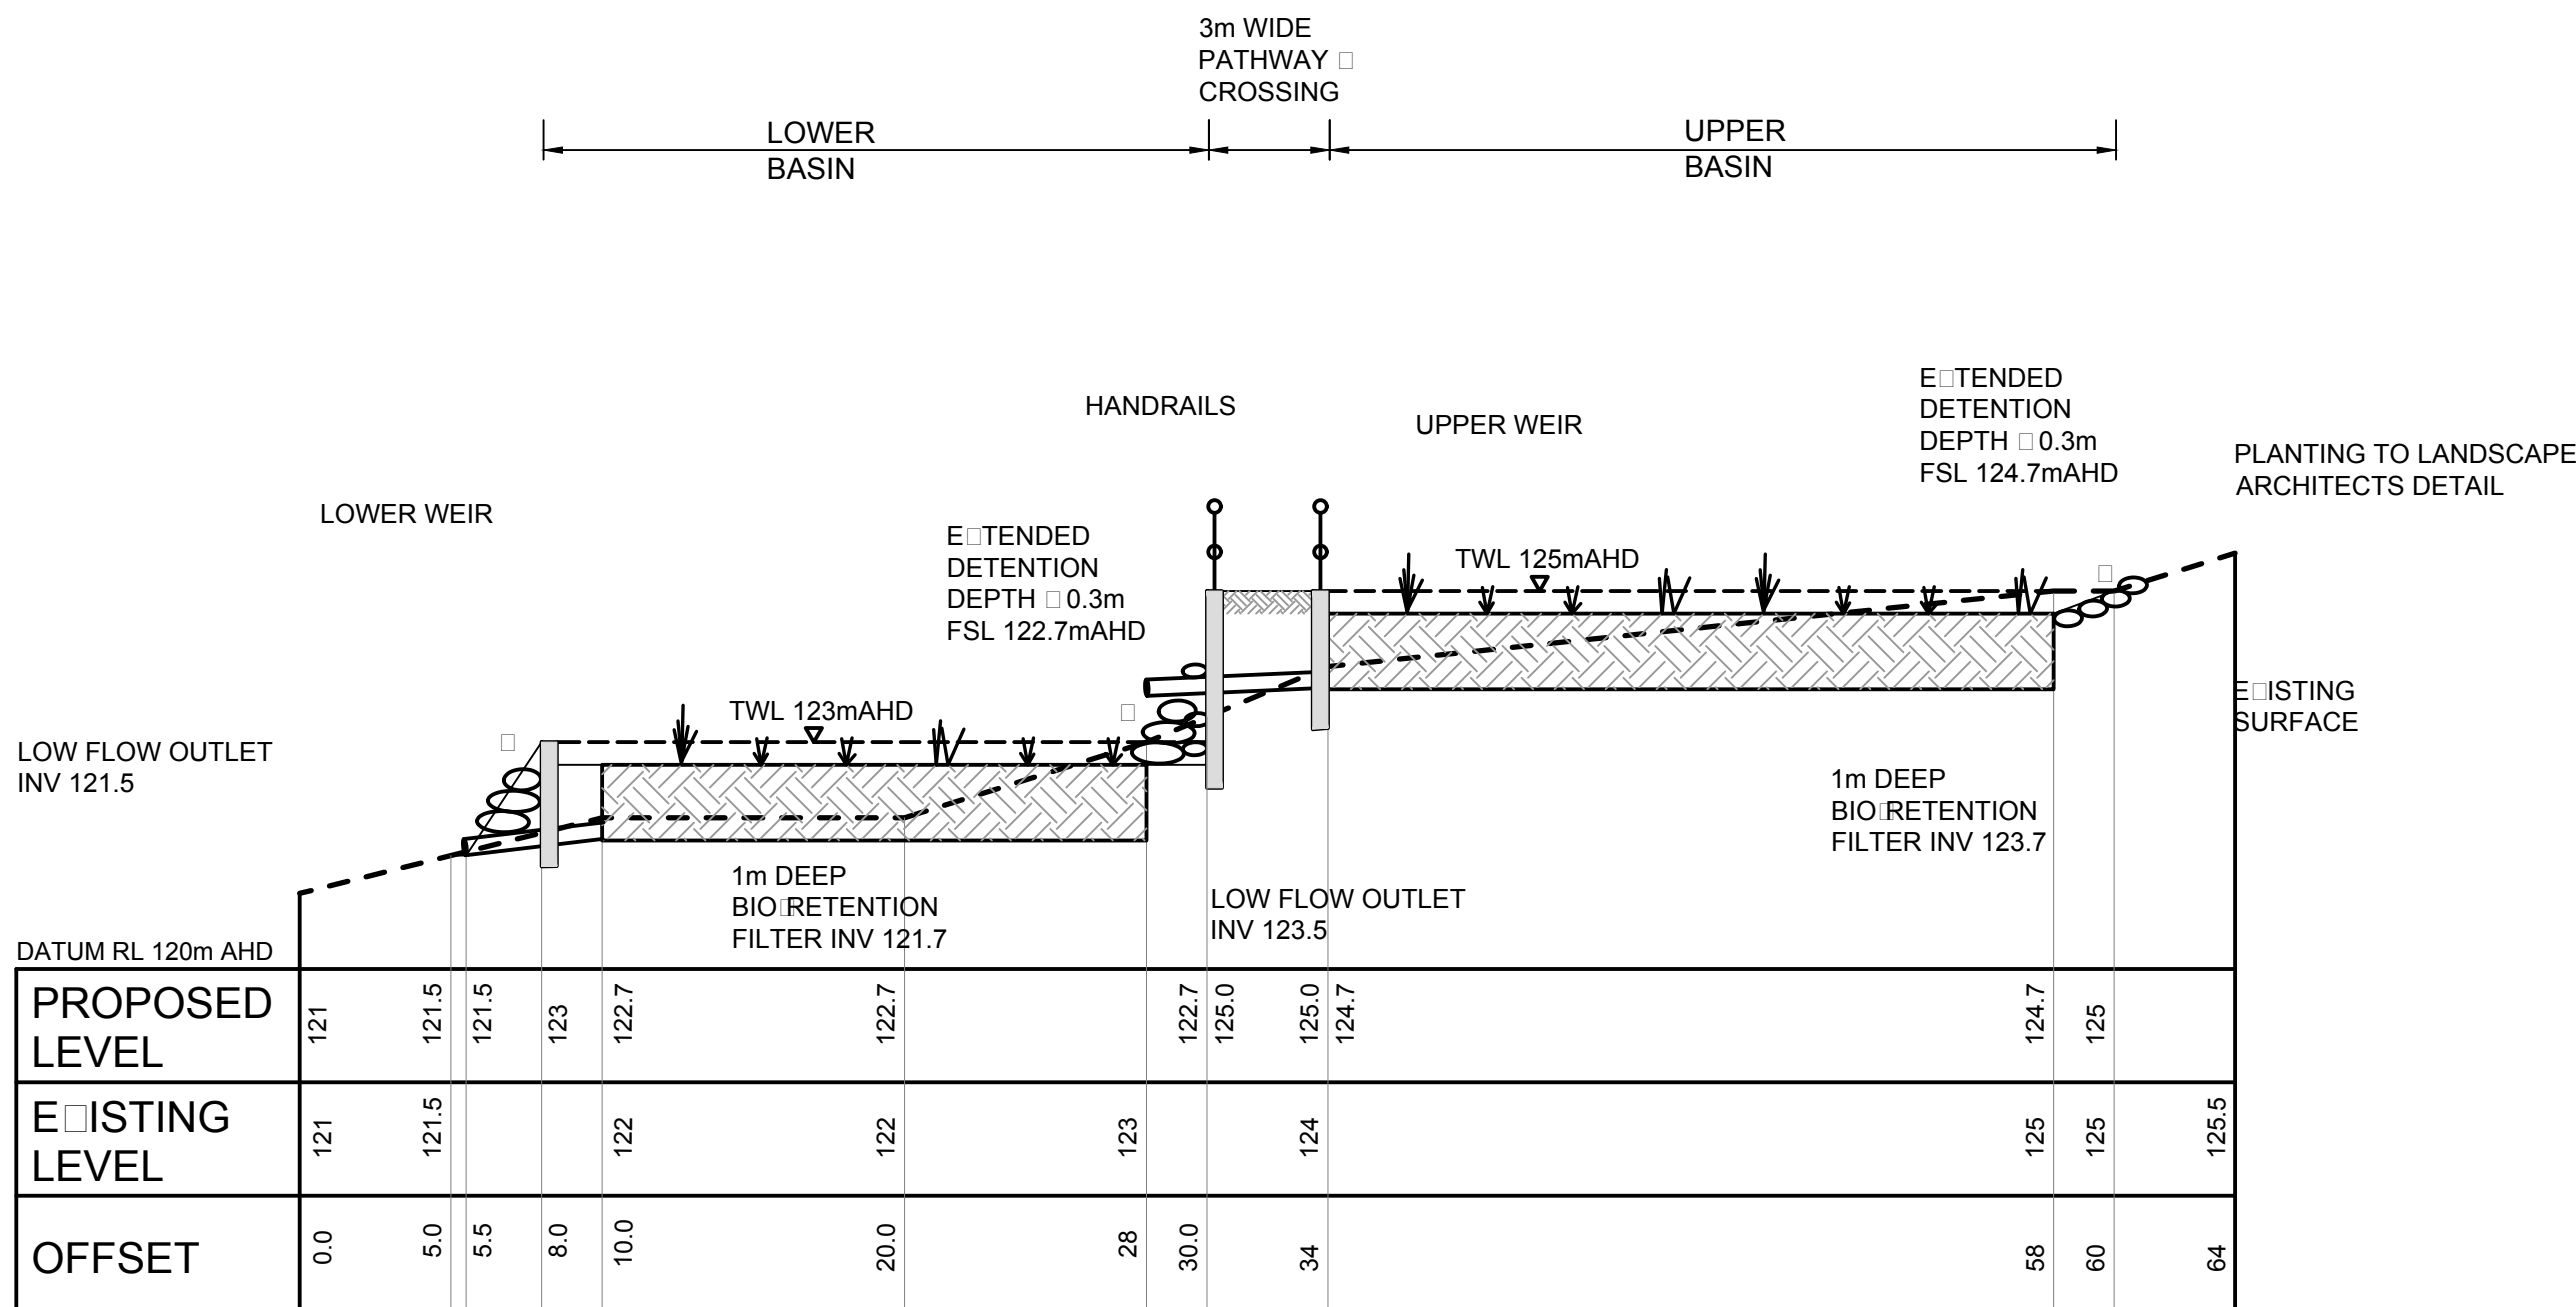 3m WIDE
PATHWAY □
CROSSING
LOWER
BASIN
UPPER
BASIN
HANDRAILS
UPPER WEIR
E□TENDED
DETENTION
DEPTH □ 0.3m
FSL 124.7mAHD
PLANTING TO LANDSCAPE
ARCHITECTS DETAIL
LOWER WEIR
E□TENDED
DETENTION
DEPTH □ 0.3m
FSL 122.7mAHD
TWL 125mAHD
□
TWL 123mAHD
□
□
LOW FLOW OUTLET
INV 121.5
E□ISTING
SURFACE
1m DEEP
BIO□RETENTION
FILTER INV 123.7
1m DEEP
BIO□RETENTION
FILTER INV 121.7
LOW FLOW OUTLET
INV 123.5
DATUM RL 120m AHD
PROPOSED
LEVEL
121
121.5
121.5
123
122.7
122.7
122.7
125.0
125.0
124.7
124.7
125
E□ISTING
LEVEL
121
121.5
122
122
123
124
125
125
125.5
OFFSET
0.0
5.0
5.5
8.0
10.0
20.0
28
30.0
34
58
60
64